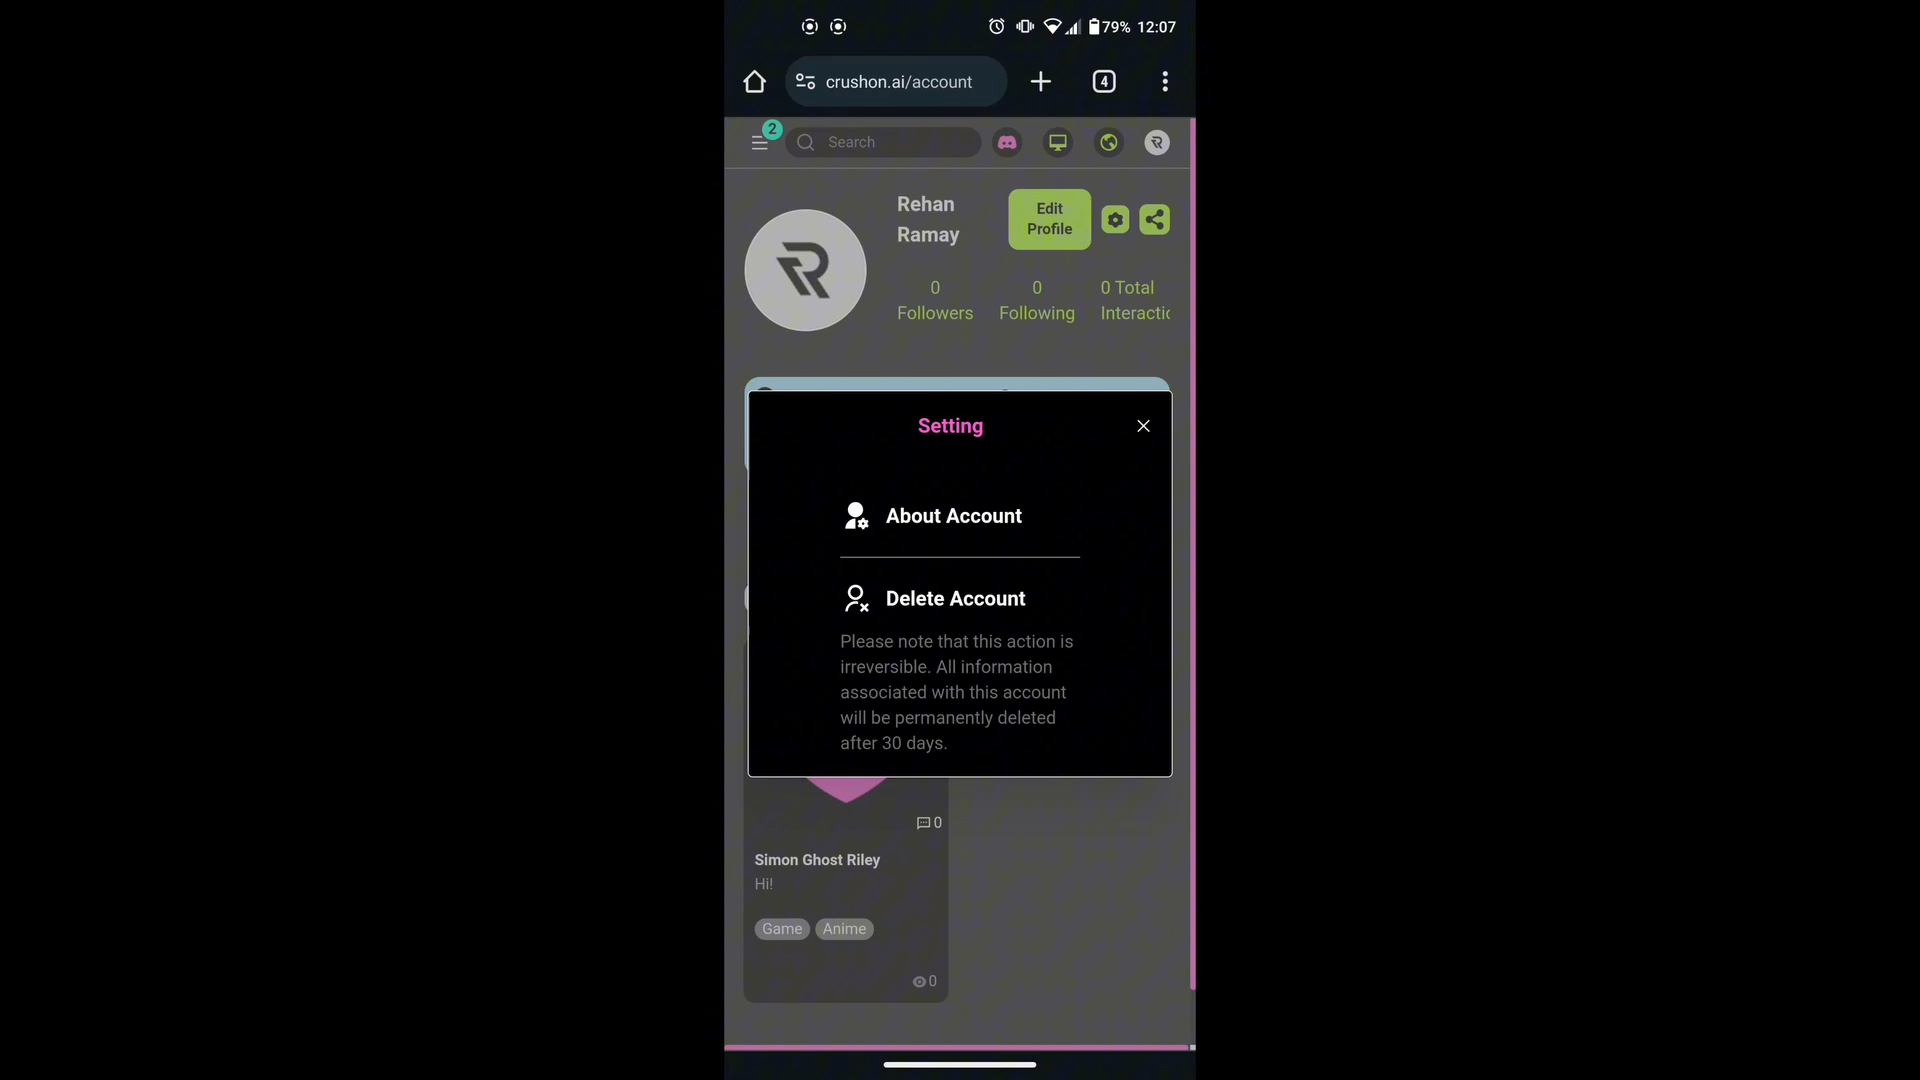 79% 12:07
crushon.ai/account
4
2
Search
Rehan
Ramay
Edit
Profile
0
Followers
0
Following
0 Total
Interactic
Setting
About Account
Delete Account
Please note that this action is
irreversible. All information
associated with this account
will be permanently deleted
after 30 days.
0
Simon Ghost Riley
Hi!
Game Anime
0